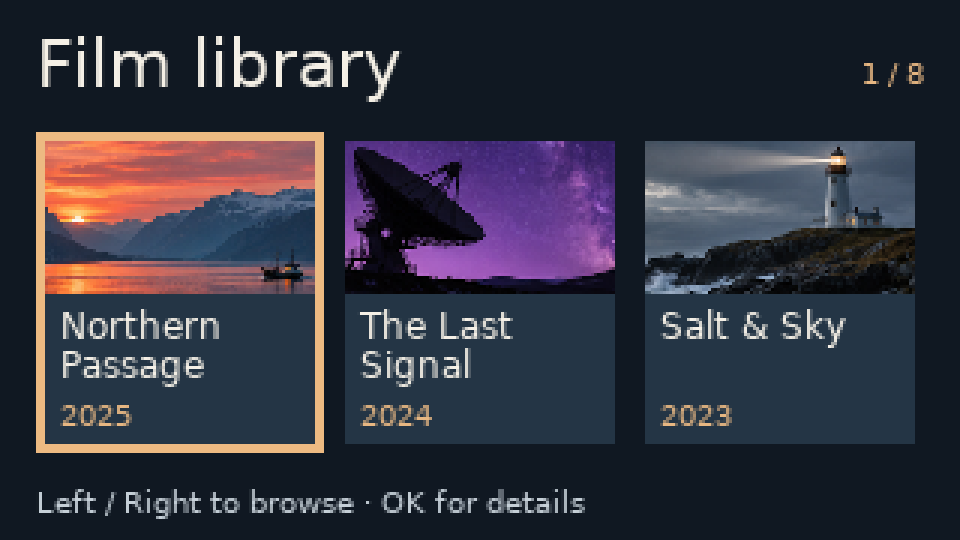 Film library
1 / 8
Northern
Passage
2025
The Last
Signal
2024
Salt & Sky
2023
Left / Right to browse · OK for details